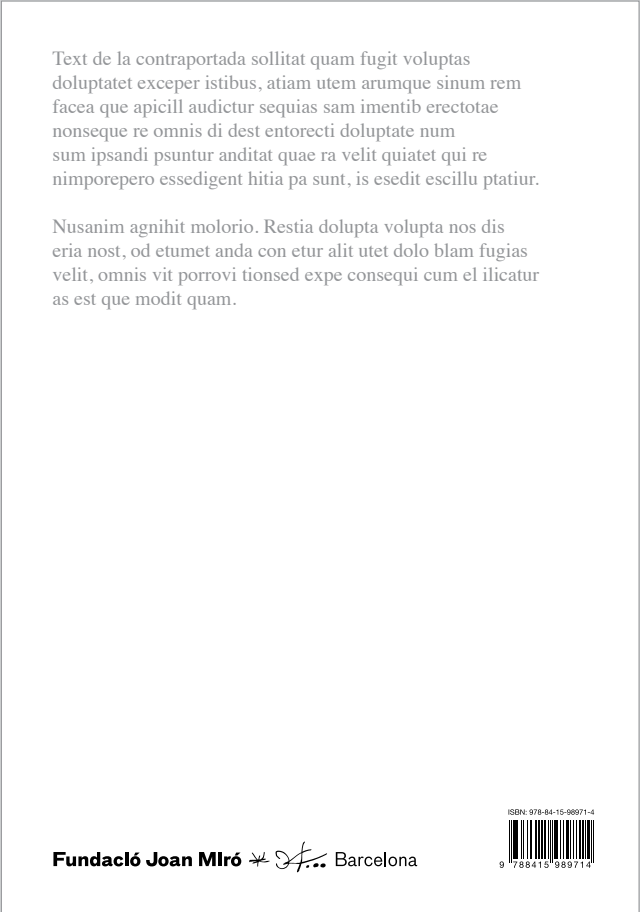 Text de la contraportada sollitat quam fugit voluptas
doluptatet exceper istibus, atiam utem arumque sinum rem
facea que apicill audictur sequias sam imentib erectotae
nonseque re omnis di dest entorecti doluptate num
sum ipsandi psuntur anditat quae ra velit quiatet qui re
nimporepero essedigent hitia pa sunt, is esedit escillu ptatiur.
Nusanim agnihit molorio. Restia dolupta volupta nos dis
eria nost, od etumet anda con etur alit utet dolo blam fugias
velit, omnis vit porrovi tionsed expe consequi cum el ilicatur
as est que modit quam.
ISBN: 978-84-15-98971-4
9 788415 989714
Fundació Joan MIró Barcelona